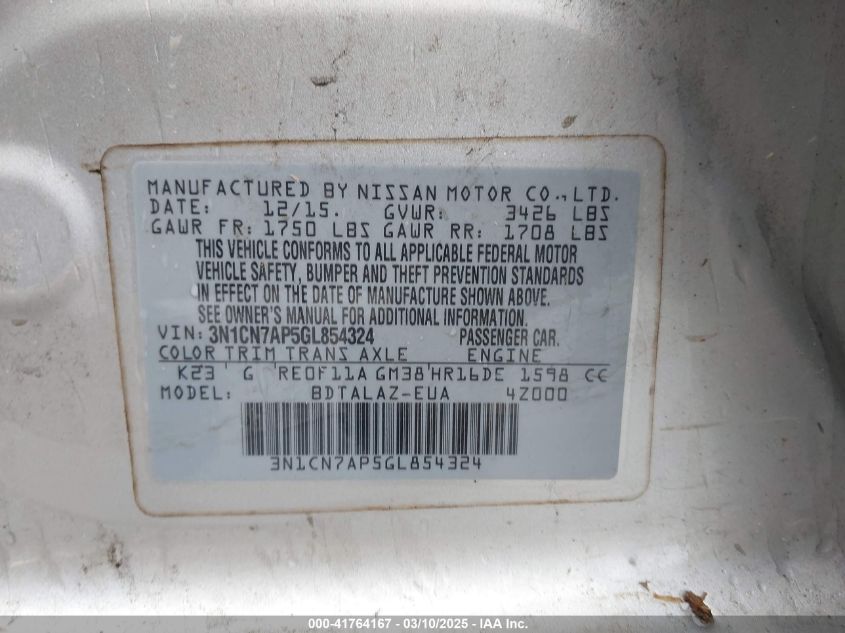 MANUFACTURED BY NISSAN MOTOR CO.,LTD.
DATE: 12/15. GVWR: 3426 LBS
GAWR FR: 1750 LBS GAWR RR: 1708 LBS
THIS VEHICLE CONFORMS TO ALL APPLICABLE FEDERAL MOTOR
VEHICLE SAFETY, BUMPER AND THEFT PREVENTION STANDARDS
IN EFFECT ON THE DATE OF MANUFACTURE SHOWN ABOVE.
SEE OWNER'S MANUAL FOR ADDITIONAL INFORMATION.
VIN: 3N1CN7AP5GL854324 PASSENGER CAR.
COLOR TRIM TRANS AXLE ENGINE
K23 G RE0F11A GM38 HR16DE 1598 CC
MODEL: BDTALAZ-EUA 4Z000
3N1CN7AP5GL854324
000-41764167 — 03/10/2025 — IAA Inc.